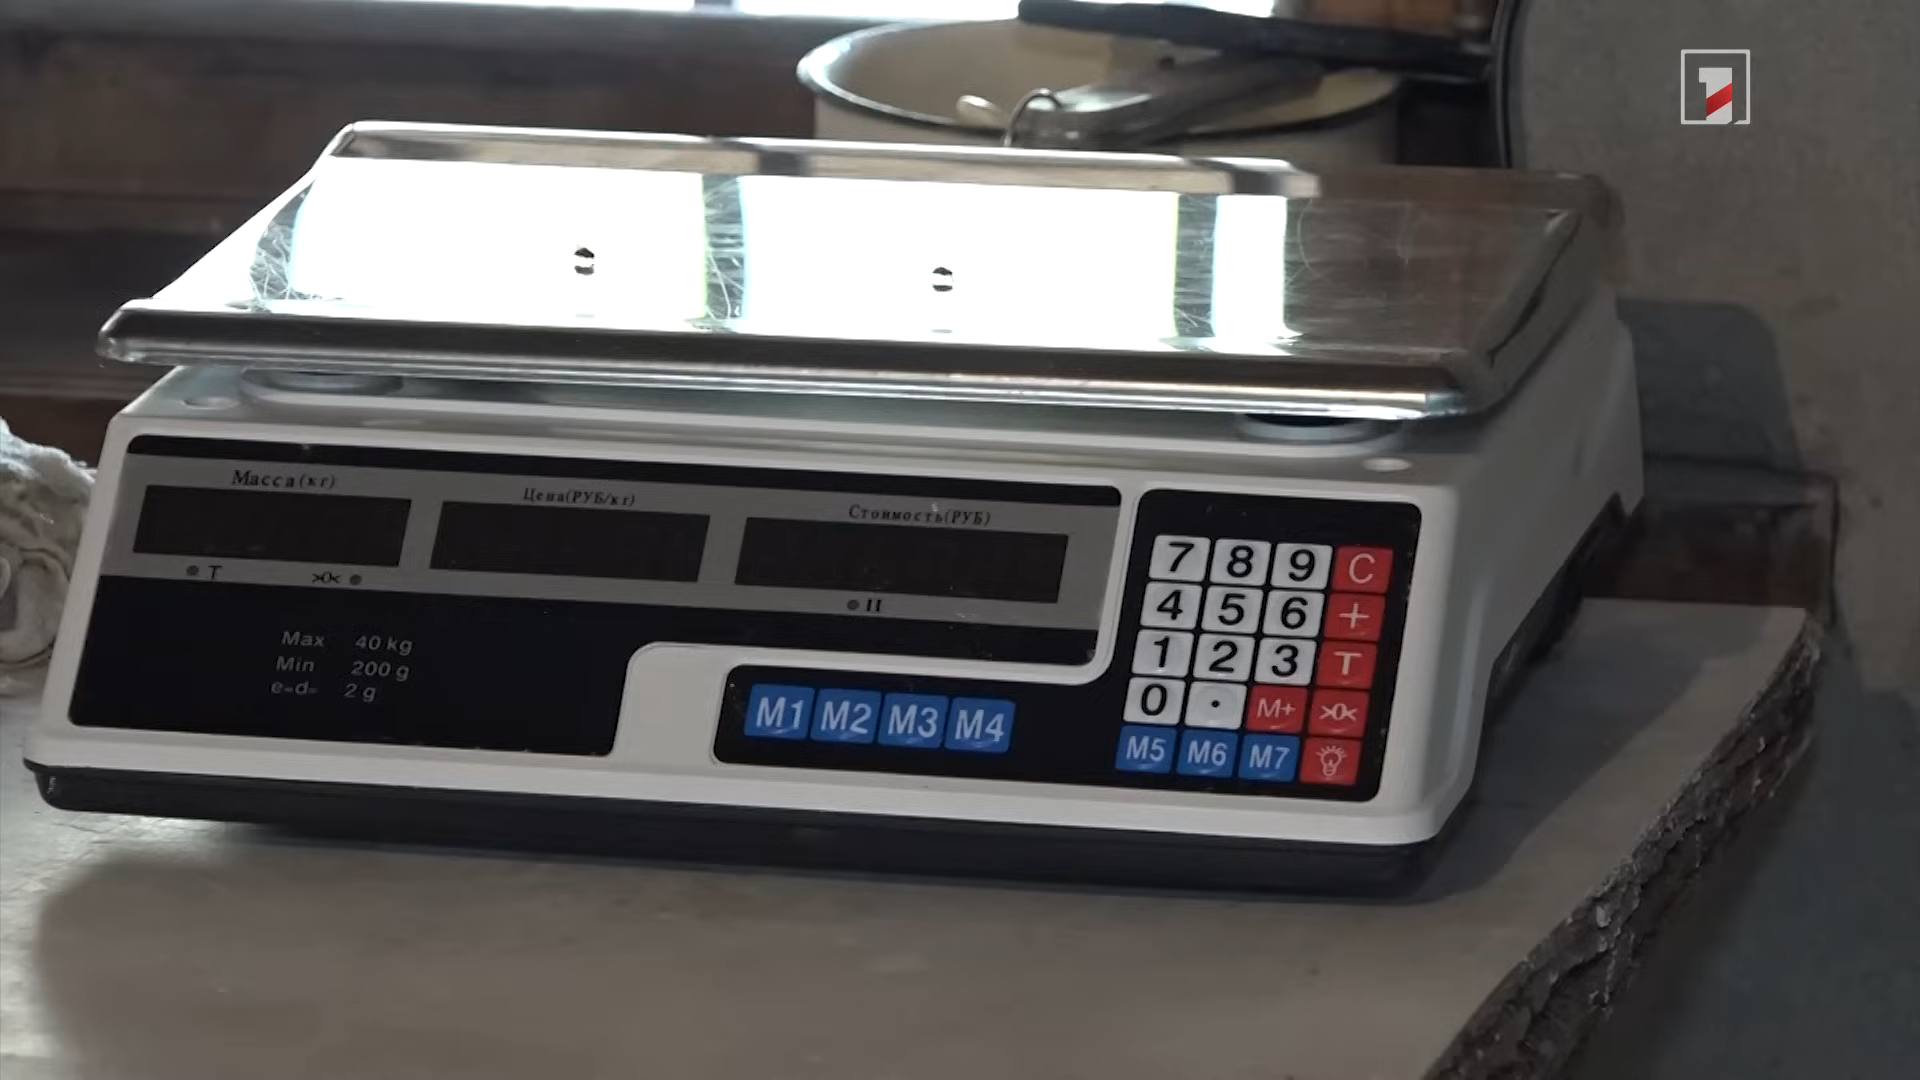 Масса(кг)
Цена(РУБ/кг)
Стоимость(РУБ)
T
>0<
II
Max 40 kg
Min 200 g
e=d= 2 g
M1 M2 M3 M4
7 8 9 C
4 5 6 +
1 2 3 T
0 . M+ >0<
M5 M6 M7
1